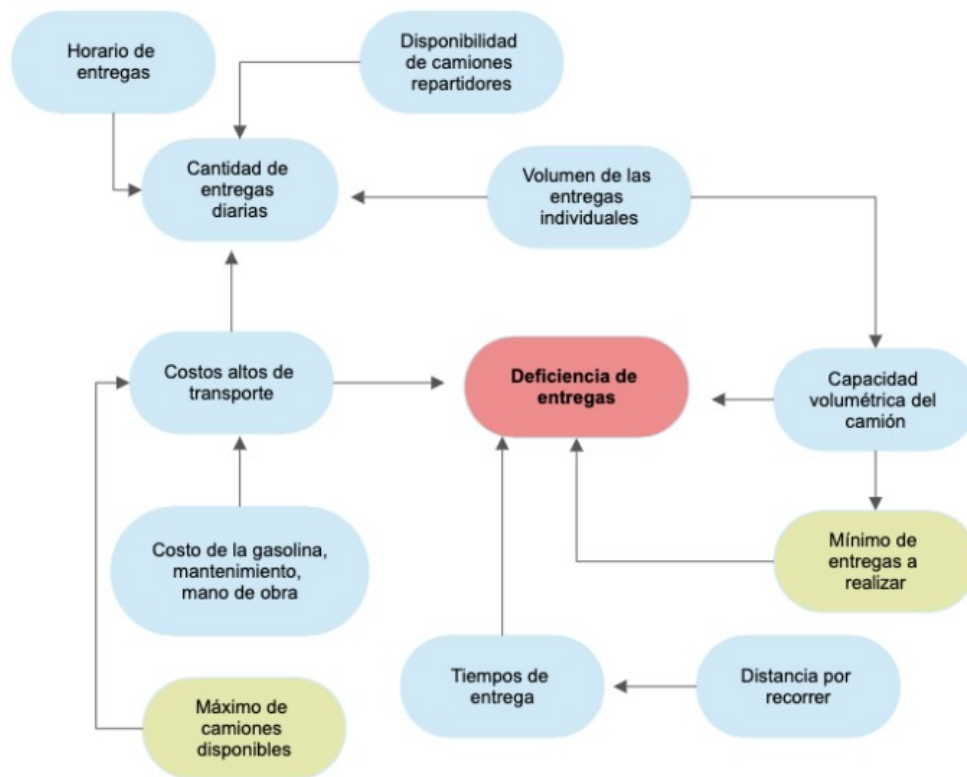 Horario de
entregas
Disponibilidad
de camiones
repartidores
Cantidad de
entregas
diarias
Volumen de las
entregas
individuales
Costos altos de
transporte
Deficiencia de
entregas
Capacidad
volumétrica del
camión
Costo de la gasolina,
mantenimiento,
mano de obra
Mínimo de
entregas a
realizar
Máximo de
camiones
disponibles
Tiempos de
entrega
Distancia por
recorrer